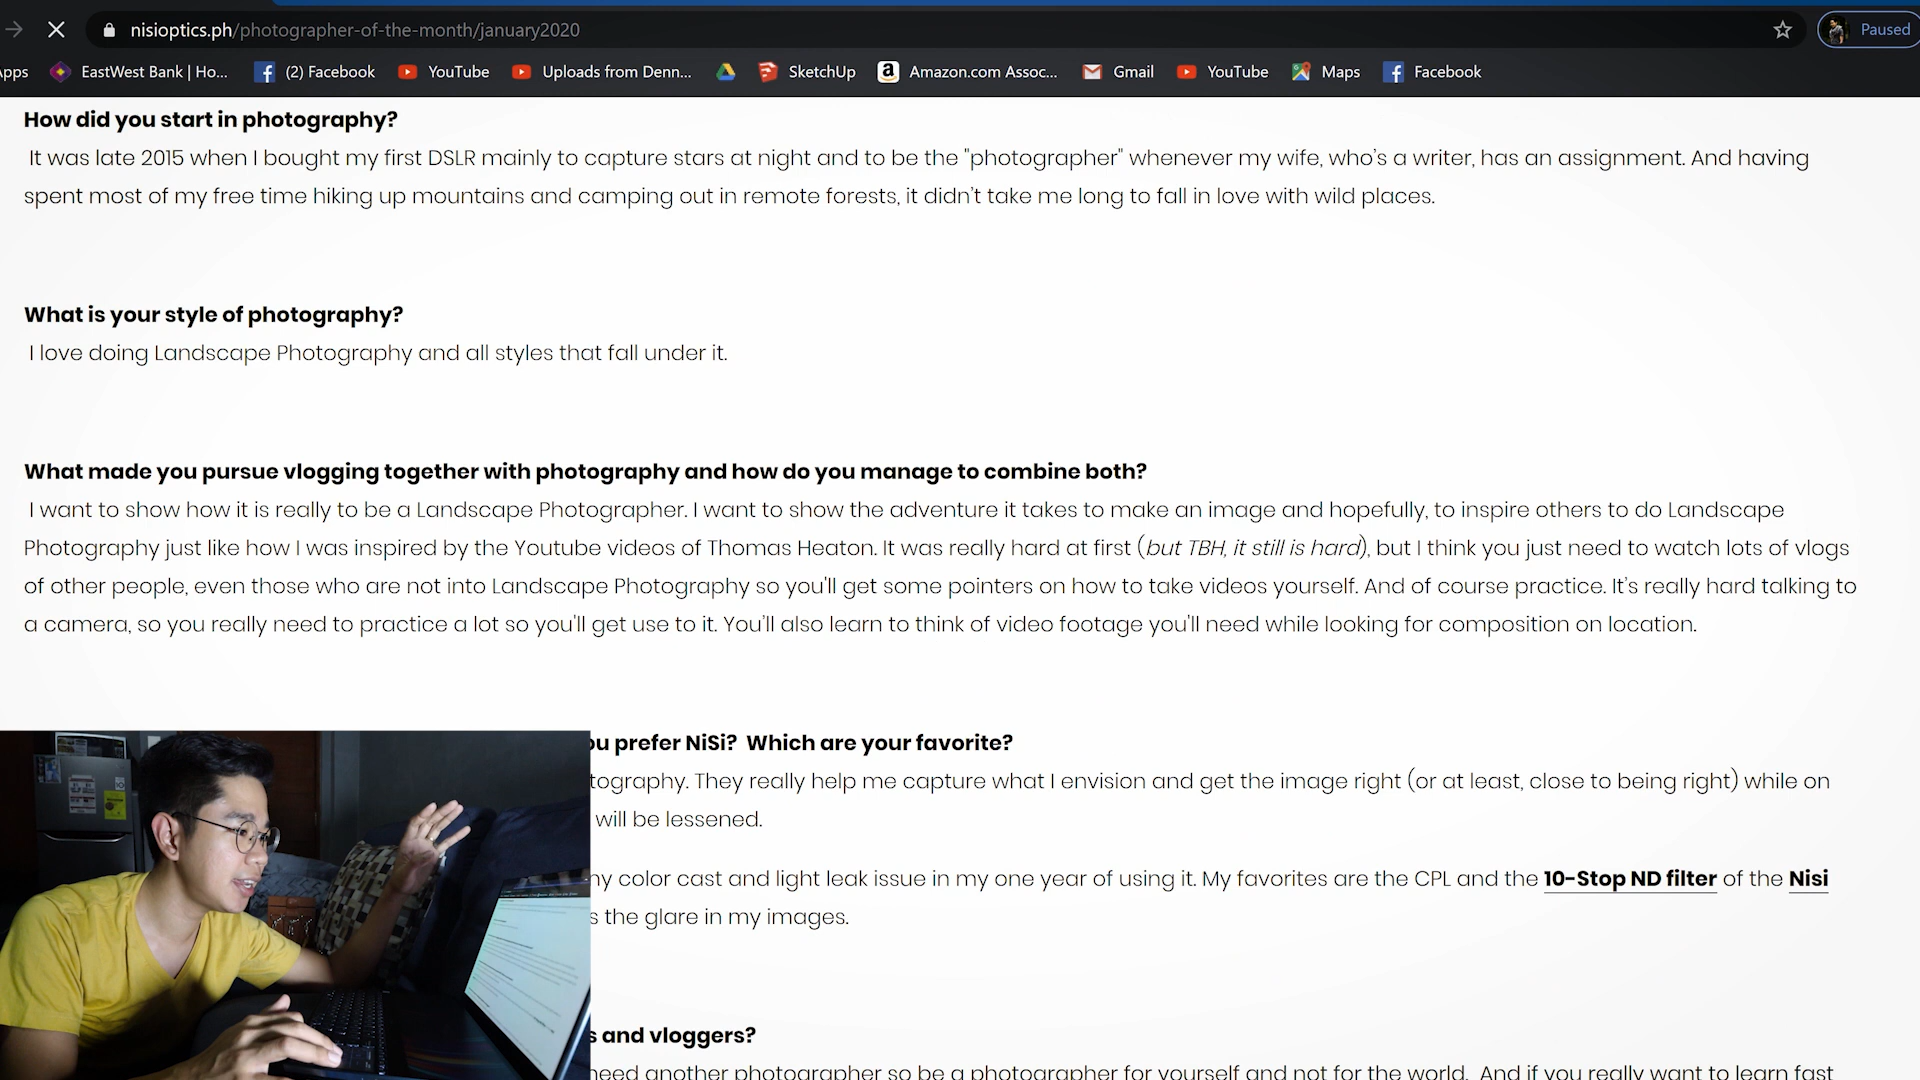 nisioptics.ph/photographer-of-the-month/january2020
Paused
pps EastWest Bank | Ho... (2) Facebook YouTube Uploads from Denn... SketchUp Amazon.com Assoc... Gmail YouTube Maps Facebook
How did you start in photography?
It was late 2015 when I bought my first DSLR mainly to capture stars at night and to be the "photographer" whenever my wife, who's a writer, has an assignment. And having
spent most of my free time hiking up mountains and camping out in remote forests, it didn't take me long to fall in love with wild places.
What is your style of photography?
I love doing Landscape Photography and all styles that fall under it.
What made you pursue vlogging together with photography and how do you manage to combine both?
I want to show how it is really to be a Landscape Photographer. I want to show the adventure it takes to make an image and hopefully, to inspire others to do Landscape
Photography just like how I was inspired by the Youtube videos of Thomas Heaton. It was really hard at first (but TBH, it still is hard), but I think you just need to watch lots of vlogs
of other people, even those who are not into Landscape Photography so you'll get some pointers on how to take videos yourself. And of course practice. It's really hard talking to
a camera, so you really need to practice a lot so you'll get use to it. You'll also learn to think of video footage you'll need while looking for composition on location.
ou prefer NiSi? Which are your favorite?
tography. They really help me capture what I envision and get the image right (or at least, close to being right) while on
will be lessened.
ny color cast and light leak issue in my one year of using it. My favorites are the CPL and the 10-Stop ND filter of the Nisi
s the glare in my images.
s and vloggers?
need another photographer so be a photographer for yourself and not for the world. And if you really want to learn fast